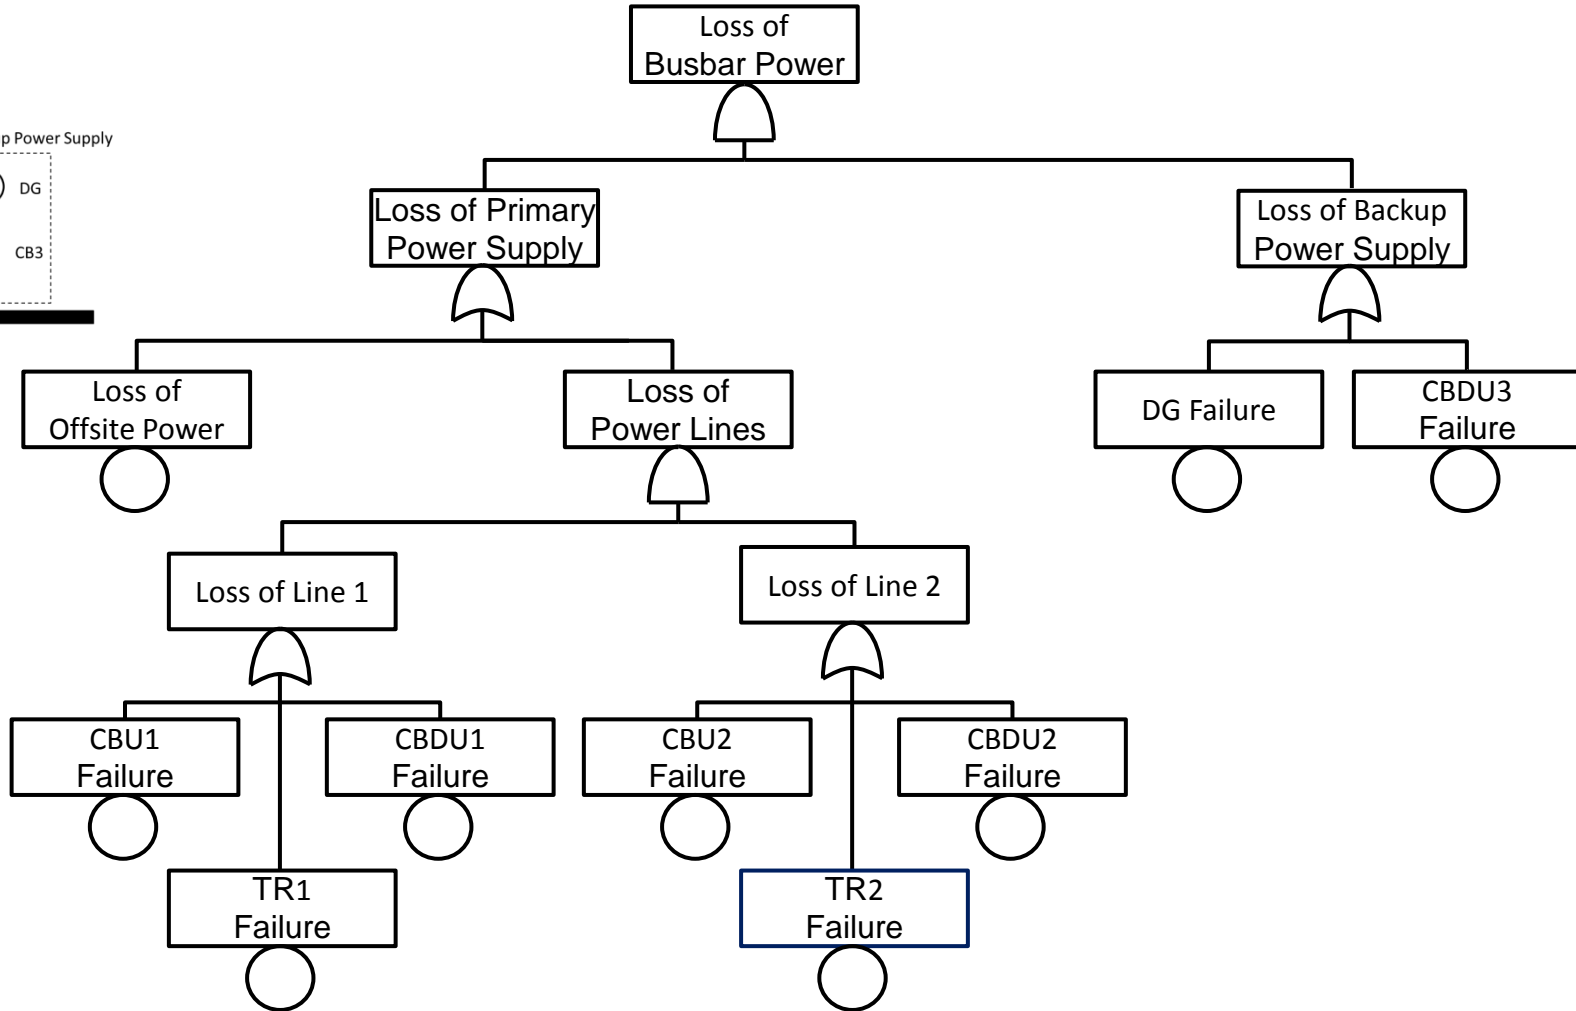 Loss of
Busbar Power
Power Supply
DG
CB3
Loss of Primary
Power Supply
Loss of Backup
Power Supply
Loss of
Offsite Power
Loss of
Power Lines
DG Failure
CBDU3
Failure
Loss of Line 1
Loss of Line 2
CBU1
Failure
CBDU1
Failure
CBU2
Failure
CBDU2
Failure
TR1
Failure
TR2
Failure